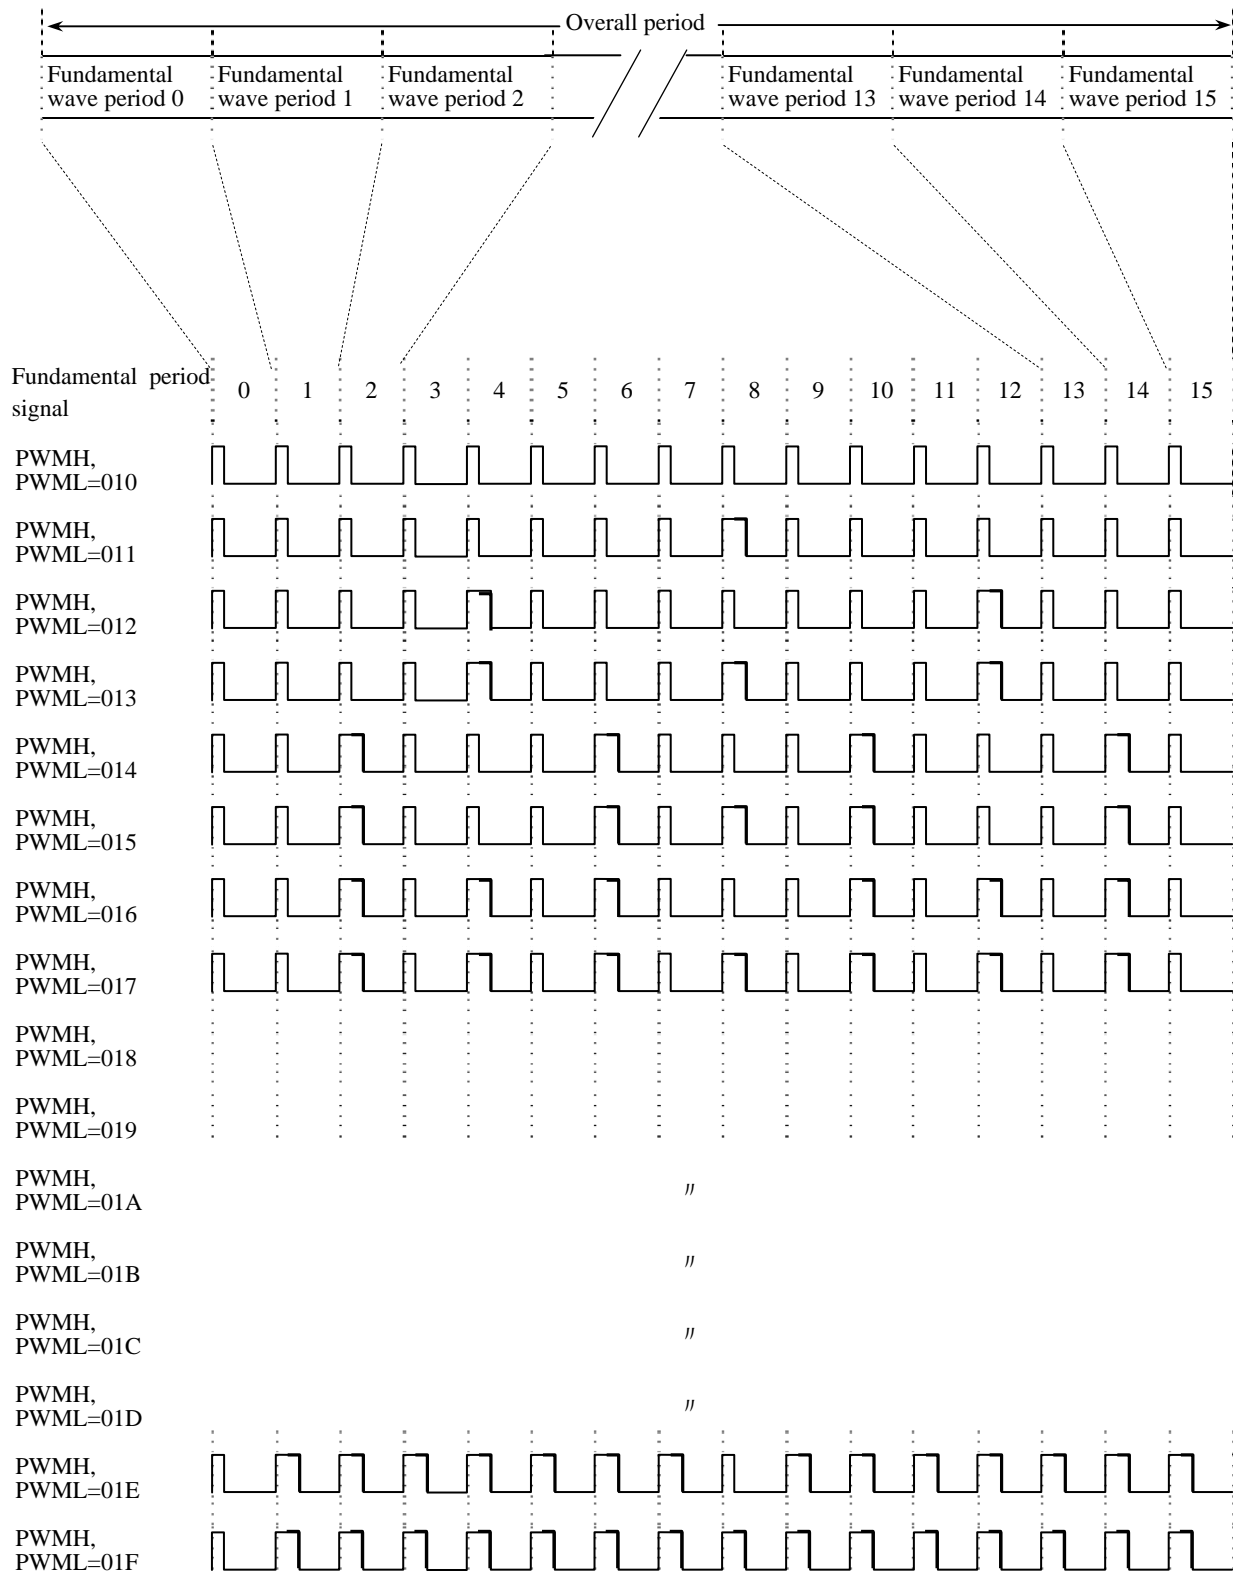 Overall period
Fundamental wave period 0
Fundamental wave period 1
Fundamental wave period 2
Fundamental wave period 13
Fundamental wave period 14
Fundamental wave period 15
Fundamental period signal
0 1 2 3 4 5 6 7 8 9 10 11 12 13 14 15
PWMH,
PWML=010
PWMH,
PWML=011
PWMH,
PWML=012
PWMH,
PWML=013
PWMH,
PWML=014
PWMH,
PWML=015
PWMH,
PWML=016
PWMH,
PWML=017
PWMH,
PWML=018
PWMH,
PWML=019
PWMH,
PWML=01A
〃
PWMH,
PWML=01B
〃
PWMH,
PWML=01C
〃
PWMH,
PWML=01D
〃
PWMH,
PWML=01E
PWMH,
PWML=01F